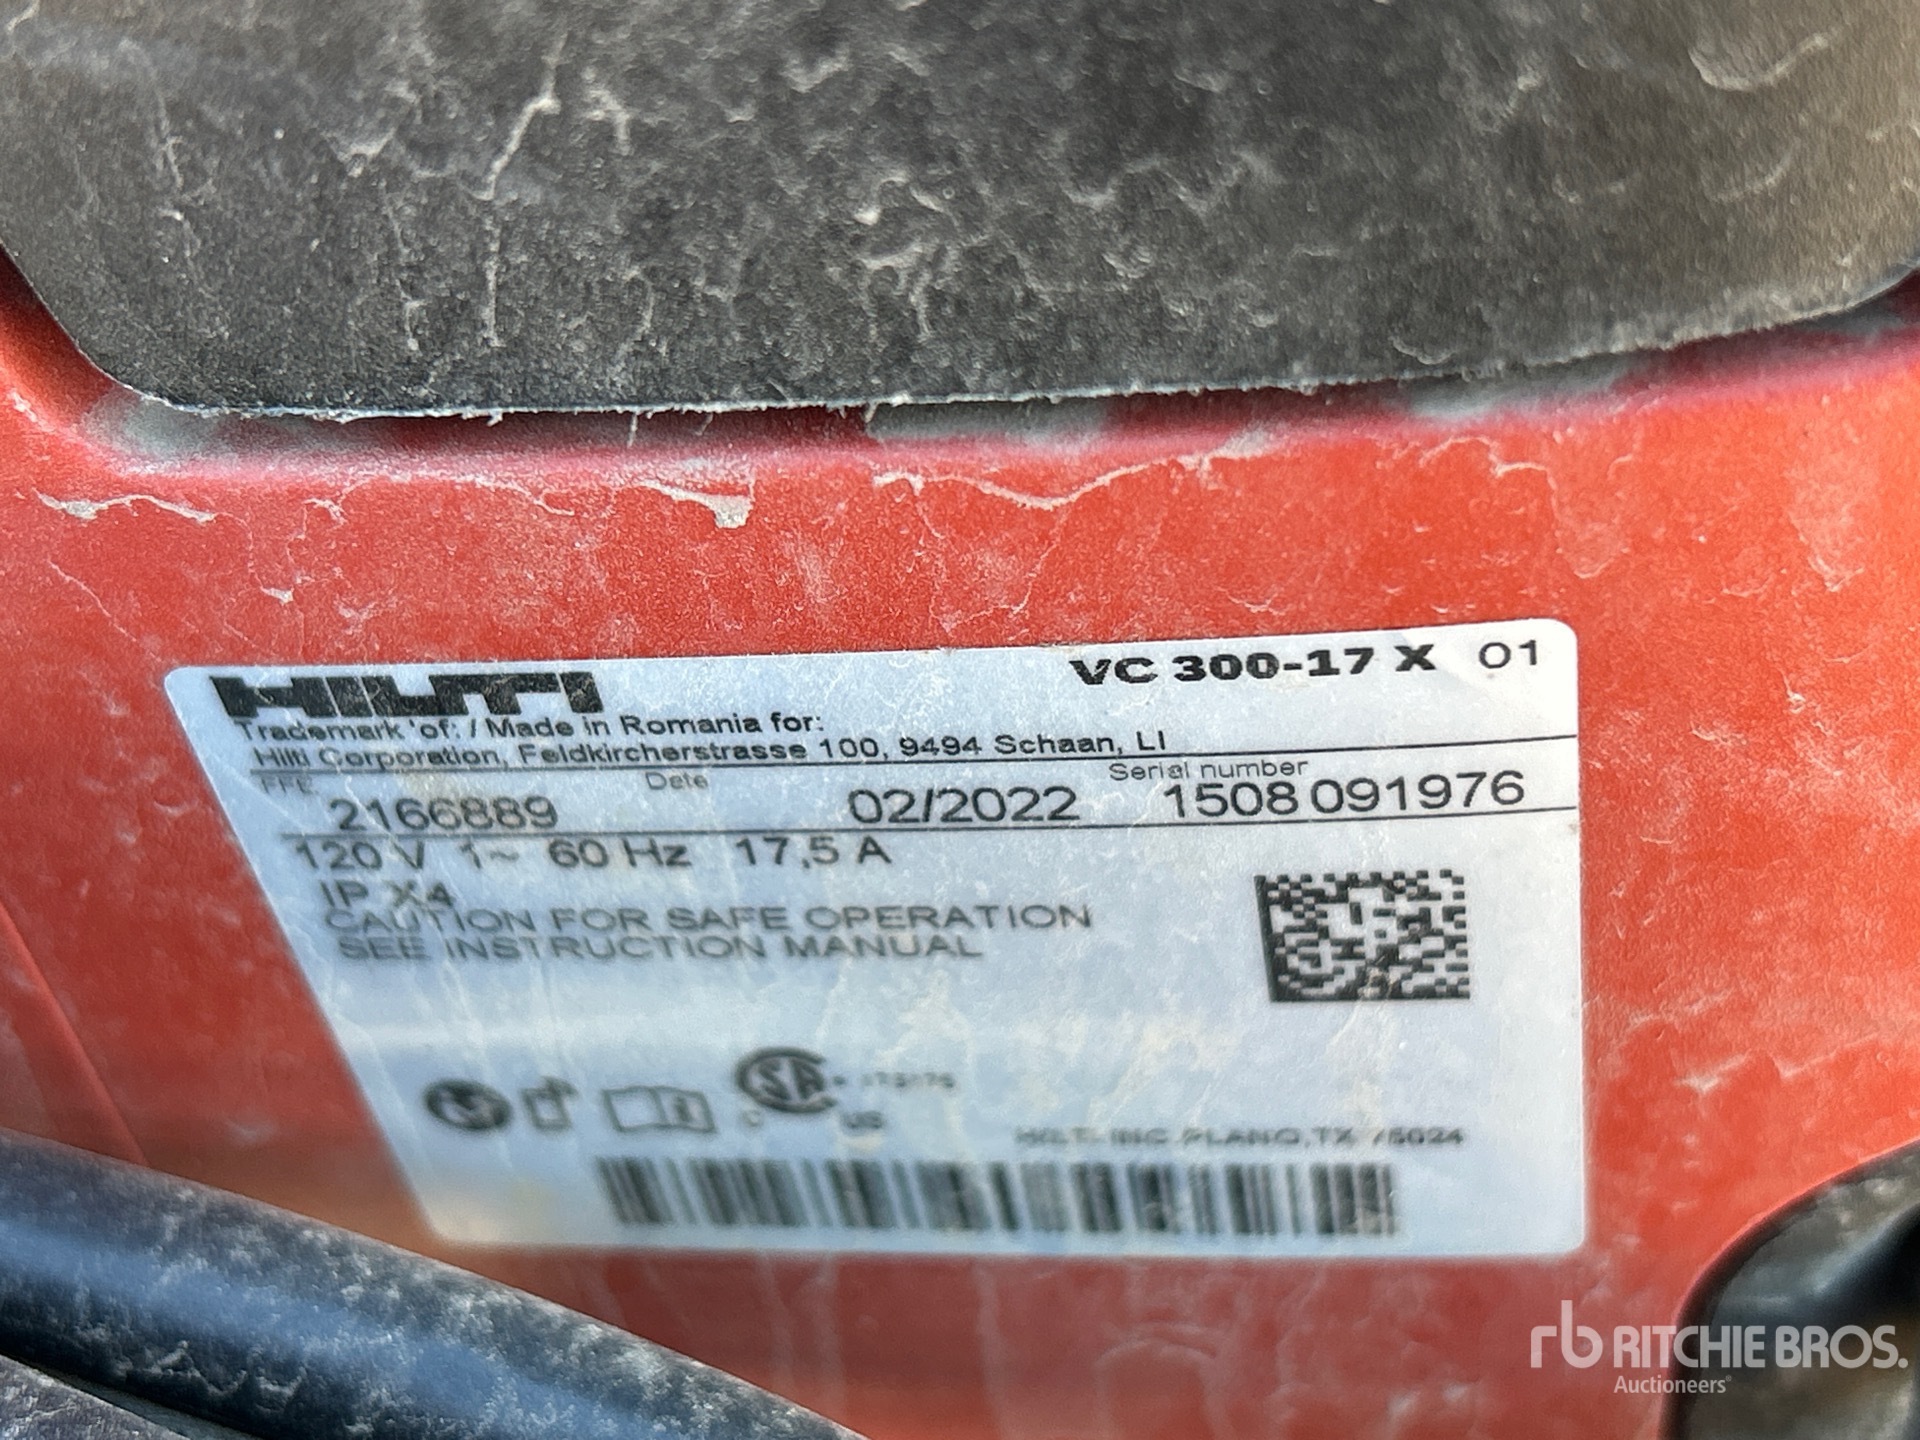 HILTI VC 300-17 X 01
Trademark of: / Made in Romania for:
Hilti Corporation, Feldkircherstrasse 100, 9494 Schaan, LI
Date Serial number
2166889 02/2022 1508 091976
120 V 1~ 60 Hz 17,5 A
IP X4
CAUTION FOR SAFE OPERATION
SEE INSTRUCTION MANUAL
CSA
C US
INC. PLANO, TX 75024
rb RITCHIE BROS.
Auctioneers